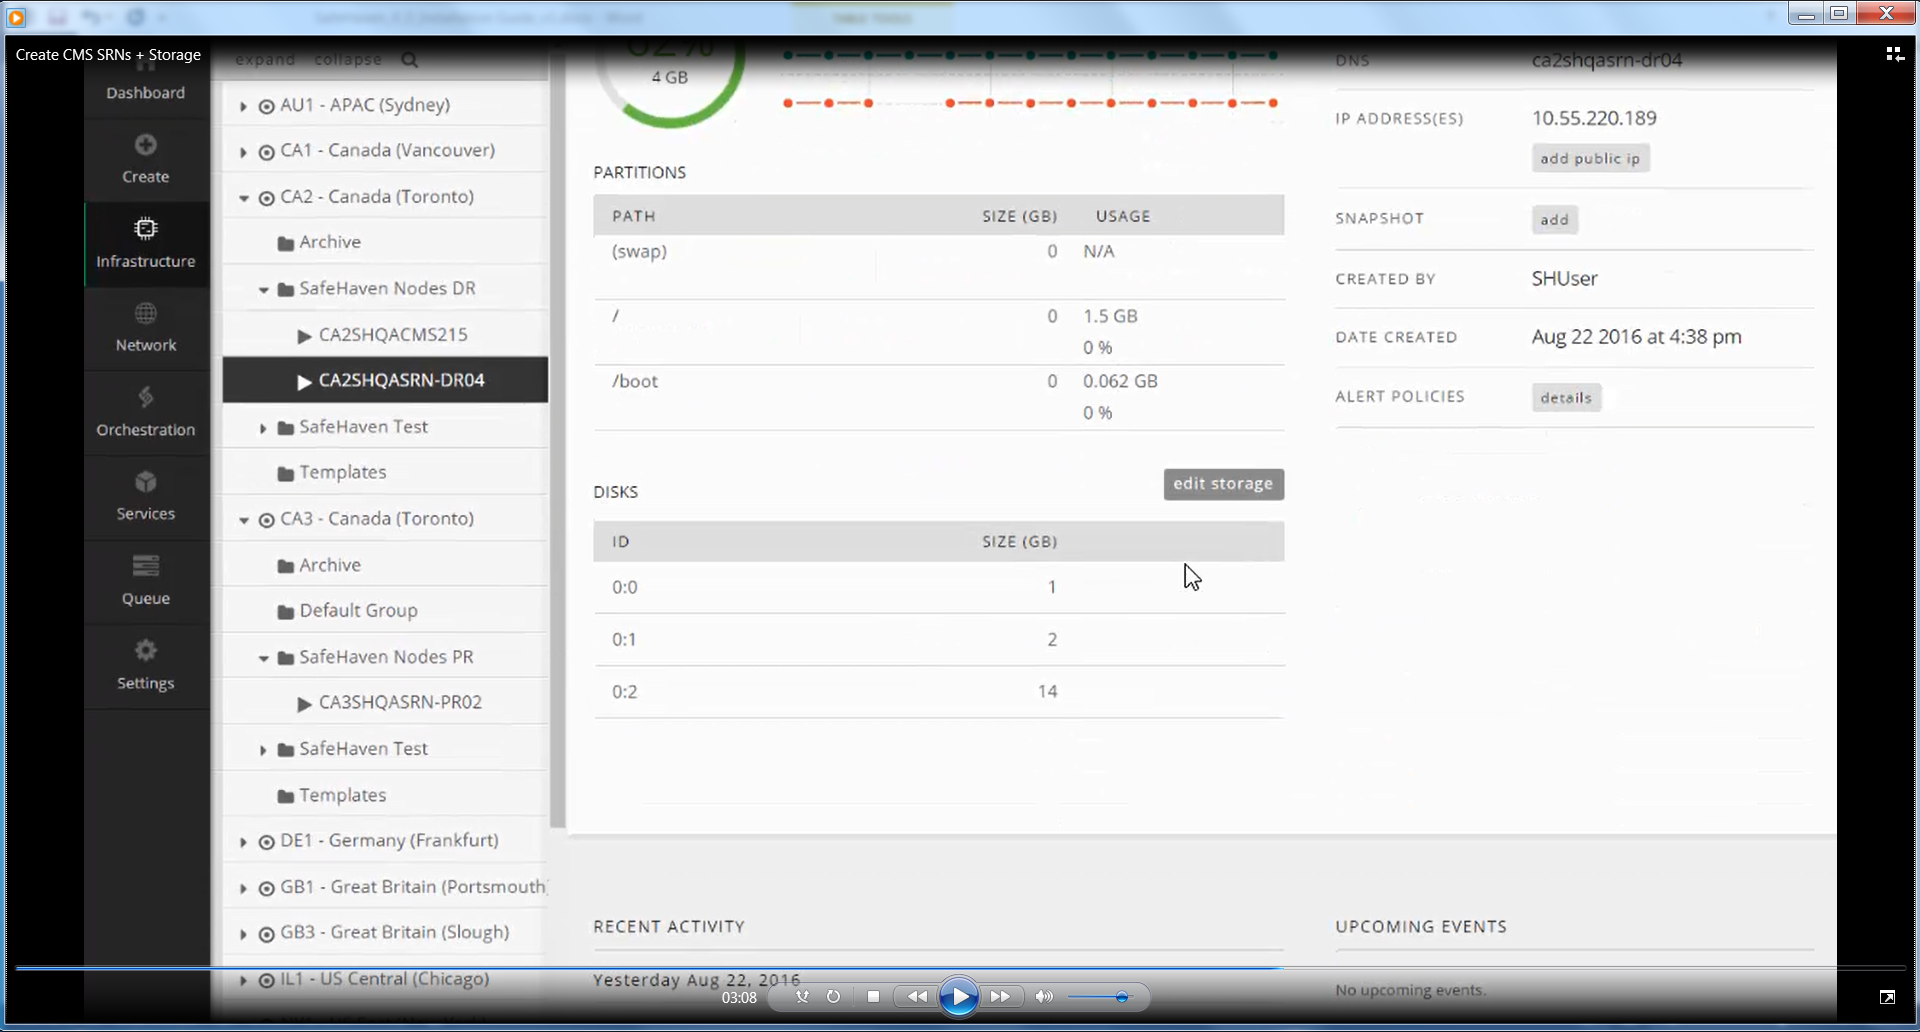 Create CMS SRNs + Storage
expand collapse
Dashboard
Create
Infrastructure
Network
Orchestration
Services
Queue
Settings
AU1 - APAC (Sydney)
CA1 - Canada (Vancouver)
CA2 - Canada (Toronto)
Archive
SafeHaven Nodes DR
CA2SHQACMS215
CA2SHQASRN-DR04
SafeHaven Test
Templates
CA3 - Canada (Toronto)
Archive
Default Group
SafeHaven Nodes PR
CA3SHQASRN-PR02
SafeHaven Test
Templates
DE1 - Germany (Frankfurt)
GB1 - Great Britain (Portsmouth)
GB3 - Great Britain (Slough)
IL1 - US Central (Chicago)
4 GB
PARTITIONS
PATH SIZE (GB) USAGE
(swap) 0 N/A
/ 0 1.5 GB
0 %
/boot 0 0.062 GB
0 %
DISKS edit storage
ID SIZE (GB)
0:0 1
0:1 2
0:2 14
RECENT ACTIVITY
Yesterday Aug 22, 2016
DNS ca2shqasrn-dr04
IP ADDRESS(ES) 10.55.220.189
add public ip
SNAPSHOT add
CREATED BY SHUser
DATE CREATED Aug 22 2016 at 4:38 pm
ALERT POLICIES details
UPCOMING EVENTS
No upcoming events.
03:08